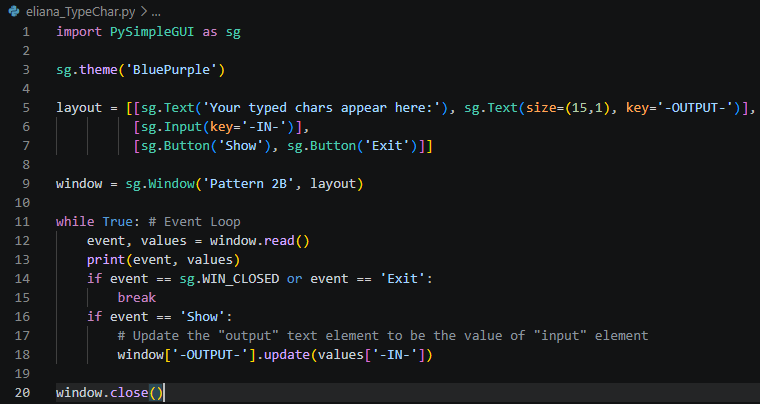 eliana_TypeChar.py > ...
1 import PySimpleGUI as sg
2
3 sg.theme('BluePurple')
4
5 layout = [[sg.Text('Your typed chars appear here:'), sg.Text(size=(15,1), key='-OUTPUT-')],
6           [sg.Input(key='-IN-')],
7           [sg.Button('Show'), sg.Button('Exit')]]
8
9 window = sg.Window('Pattern 2B', layout)
10
11 while True: # Event Loop
12     event, values = window.read()
13     print(event, values)
14     if event == sg.WIN_CLOSED or event == 'Exit':
15         break
16     if event == 'Show':
17         # Update the "output" text element to be the value of "input" element
18         window['-OUTPUT-'].update(values['-IN-'])
19
20 window.close()